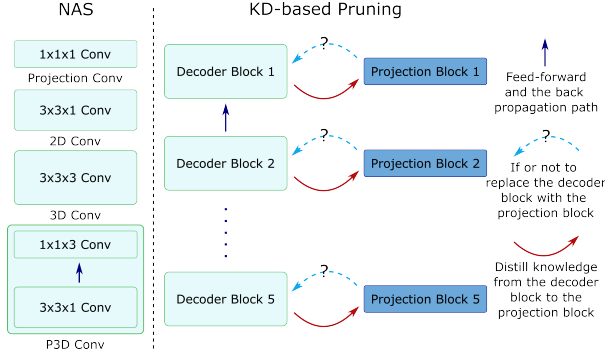 NAS
1x1x1 Conv
Projection Conv
3x3x1 Conv
2D Conv
3x3x3 Conv
3D Conv
1x1x3 Conv
3x3x1 Conv
P3D Conv
KD-based Pruning
Decoder Block 1
?
Projection Block 1
Decoder Block 2
?
Projection Block 2
Decoder Block 5
?
Projection Block 5
Feed-forward
and the back
propagation path
?
If or not to
replace the decoder
block with the
projection block
Distill knowledge
from the decoder
block to the
projection block